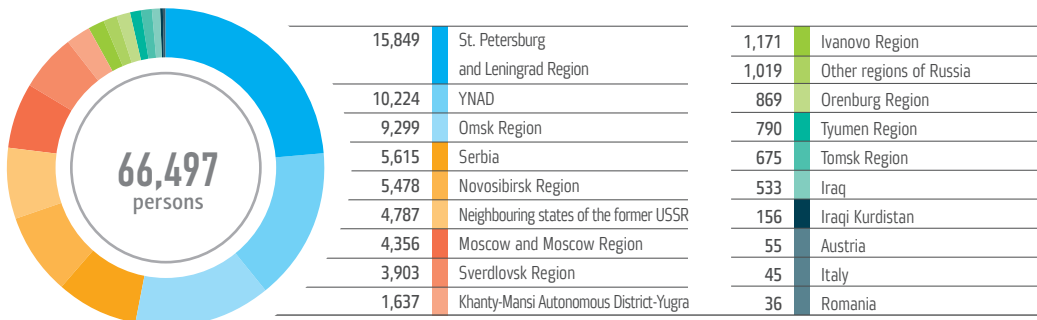 66,497
persons
15,849 St. Petersburg
and Leningrad Region
10,224 YNAD
9,299 Omsk Region
5,615 Serbia
5,478 Novosibirsk Region
4,787 Neighbouring states of the former USSR
4,356 Moscow and Moscow Region
3,903 Sverdlovsk Region
1,637 Khanty-Mansi Autonomous District-Yugra
1,171 Ivanovo Region
1,019 Other regions of Russia
869 Orenburg Region
790 Tyumen Region
675 Tomsk Region
533 Iraq
156 Iraqi Kurdistan
55 Austria
45 Italy
36 Romania